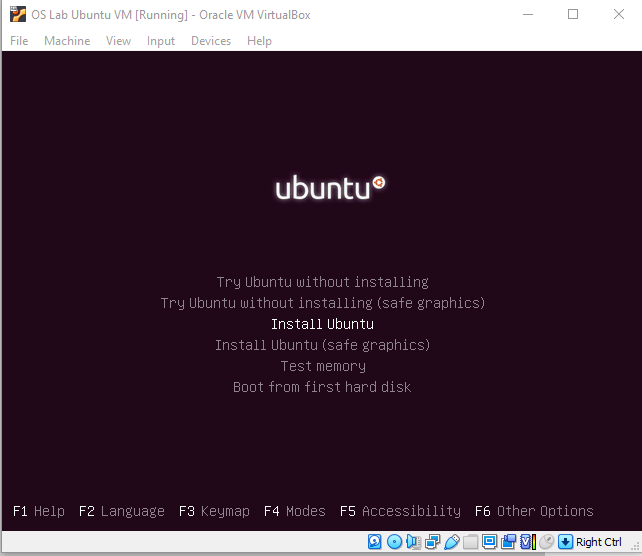 OS Lab Ubuntu VM [Running] - Oracle VM VirtualBox
File Machine View Input Devices Help
ubuntu
Try Ubuntu without installing
Try Ubuntu without installing (safe graphics)
Install Ubuntu
Install Ubuntu (safe graphics)
Test memory
Boot from first hard disk
F1 Help F2 Language F3 Keymap F4 Modes F5 Accessibility F6 Other Options
Right Ctrl